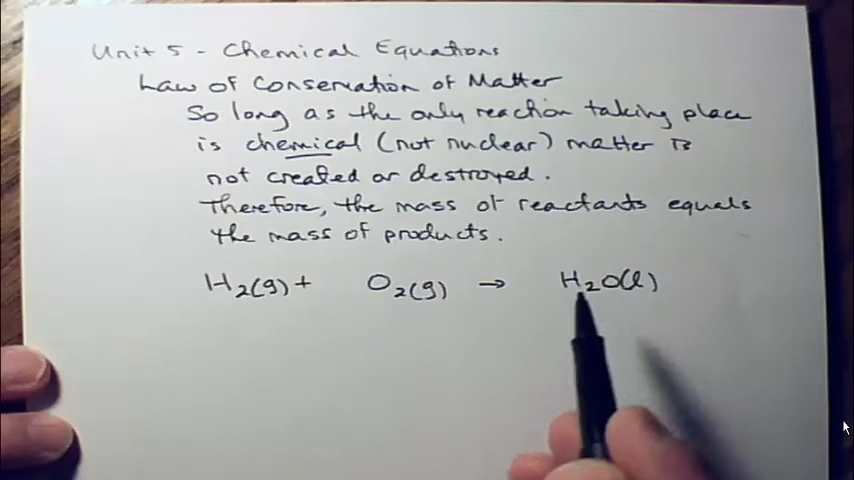 Unit 5 - Chemical Equations
Law of Conservation of Matter
So long as the only reaction taking place
is chemical (not nuclear) matter is
not created or destroyed.
Therefore, the mass of reactants equals
the mass of products.
H₂(g) + O₂(g) → H₂O(l)